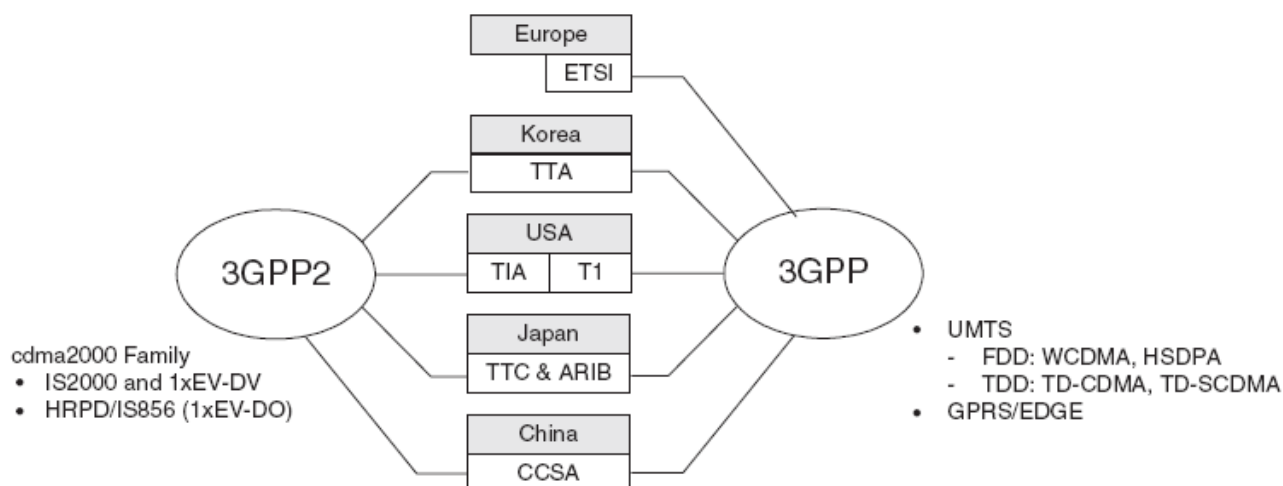 Europe
ETSI
Korea
TTA
USA
TIA
T1
Japan
TTC & ARIB
China
CCSA
3GPP2
cdma2000 Family
• IS2000 and 1xEV-DV
• HRPD/IS856 (1xEV-DO)
3GPP
• UMTS
- FDD: WCDMA, HSDPA
- TDD: TD-CDMA, TD-SCDMA
• GPRS/EDGE